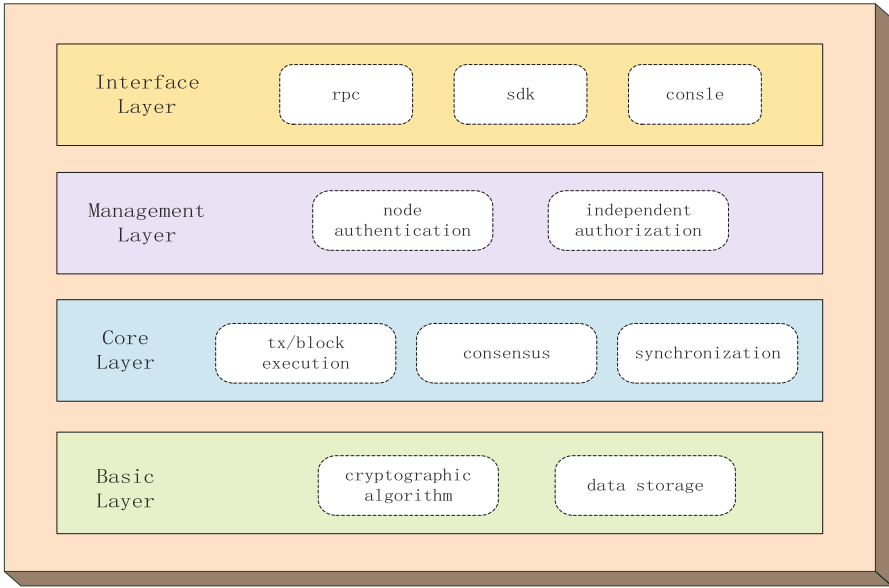 Interface
Layer
rpc
sdk
consle
Management
Layer
node
authentication
independent
authorization
Core
Layer
tx/block
execution
consensus
synchronization
Basic
Layer
cryptographic
algorithm
data storage